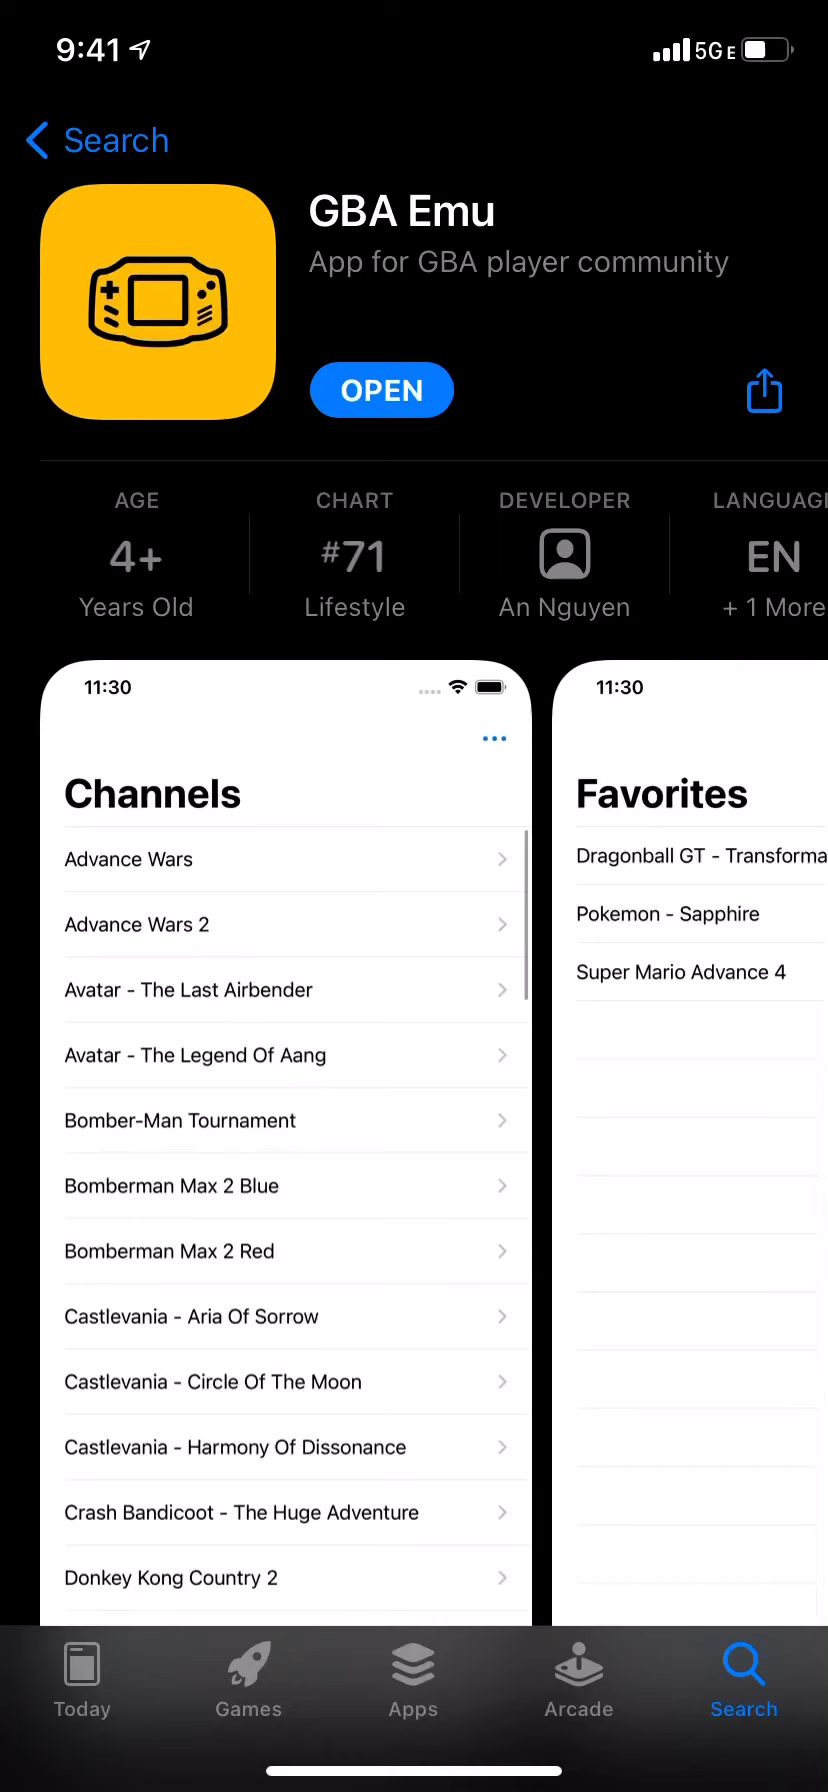 9:41
5GE
Search
GBA Emu
App for GBA player community
OPEN
AGE
4+
Years Old
CHART
#71
Lifestyle
DEVELOPER
An Nguyen
LANGUAG
EN
+ 1 More
11:30
Channels
Advance Wars
Advance Wars 2
Avatar - The Last Airbender
Avatar - The Legend Of Aang
Bomber-Man Tournament
Bomberman Max 2 Blue
Bomberman Max 2 Red
Castlevania - Aria Of Sorrow
Castlevania - Circle Of The Moon
Castlevania - Harmony Of Dissonance
Crash Bandicoot - The Huge Adventure
Donkey Kong Country 2
11:30
Favorites
Dragonball GT - Transforma
Pokemon - Sapphire
Super Mario Advance 4
Today
Games
Apps
Arcade
Search